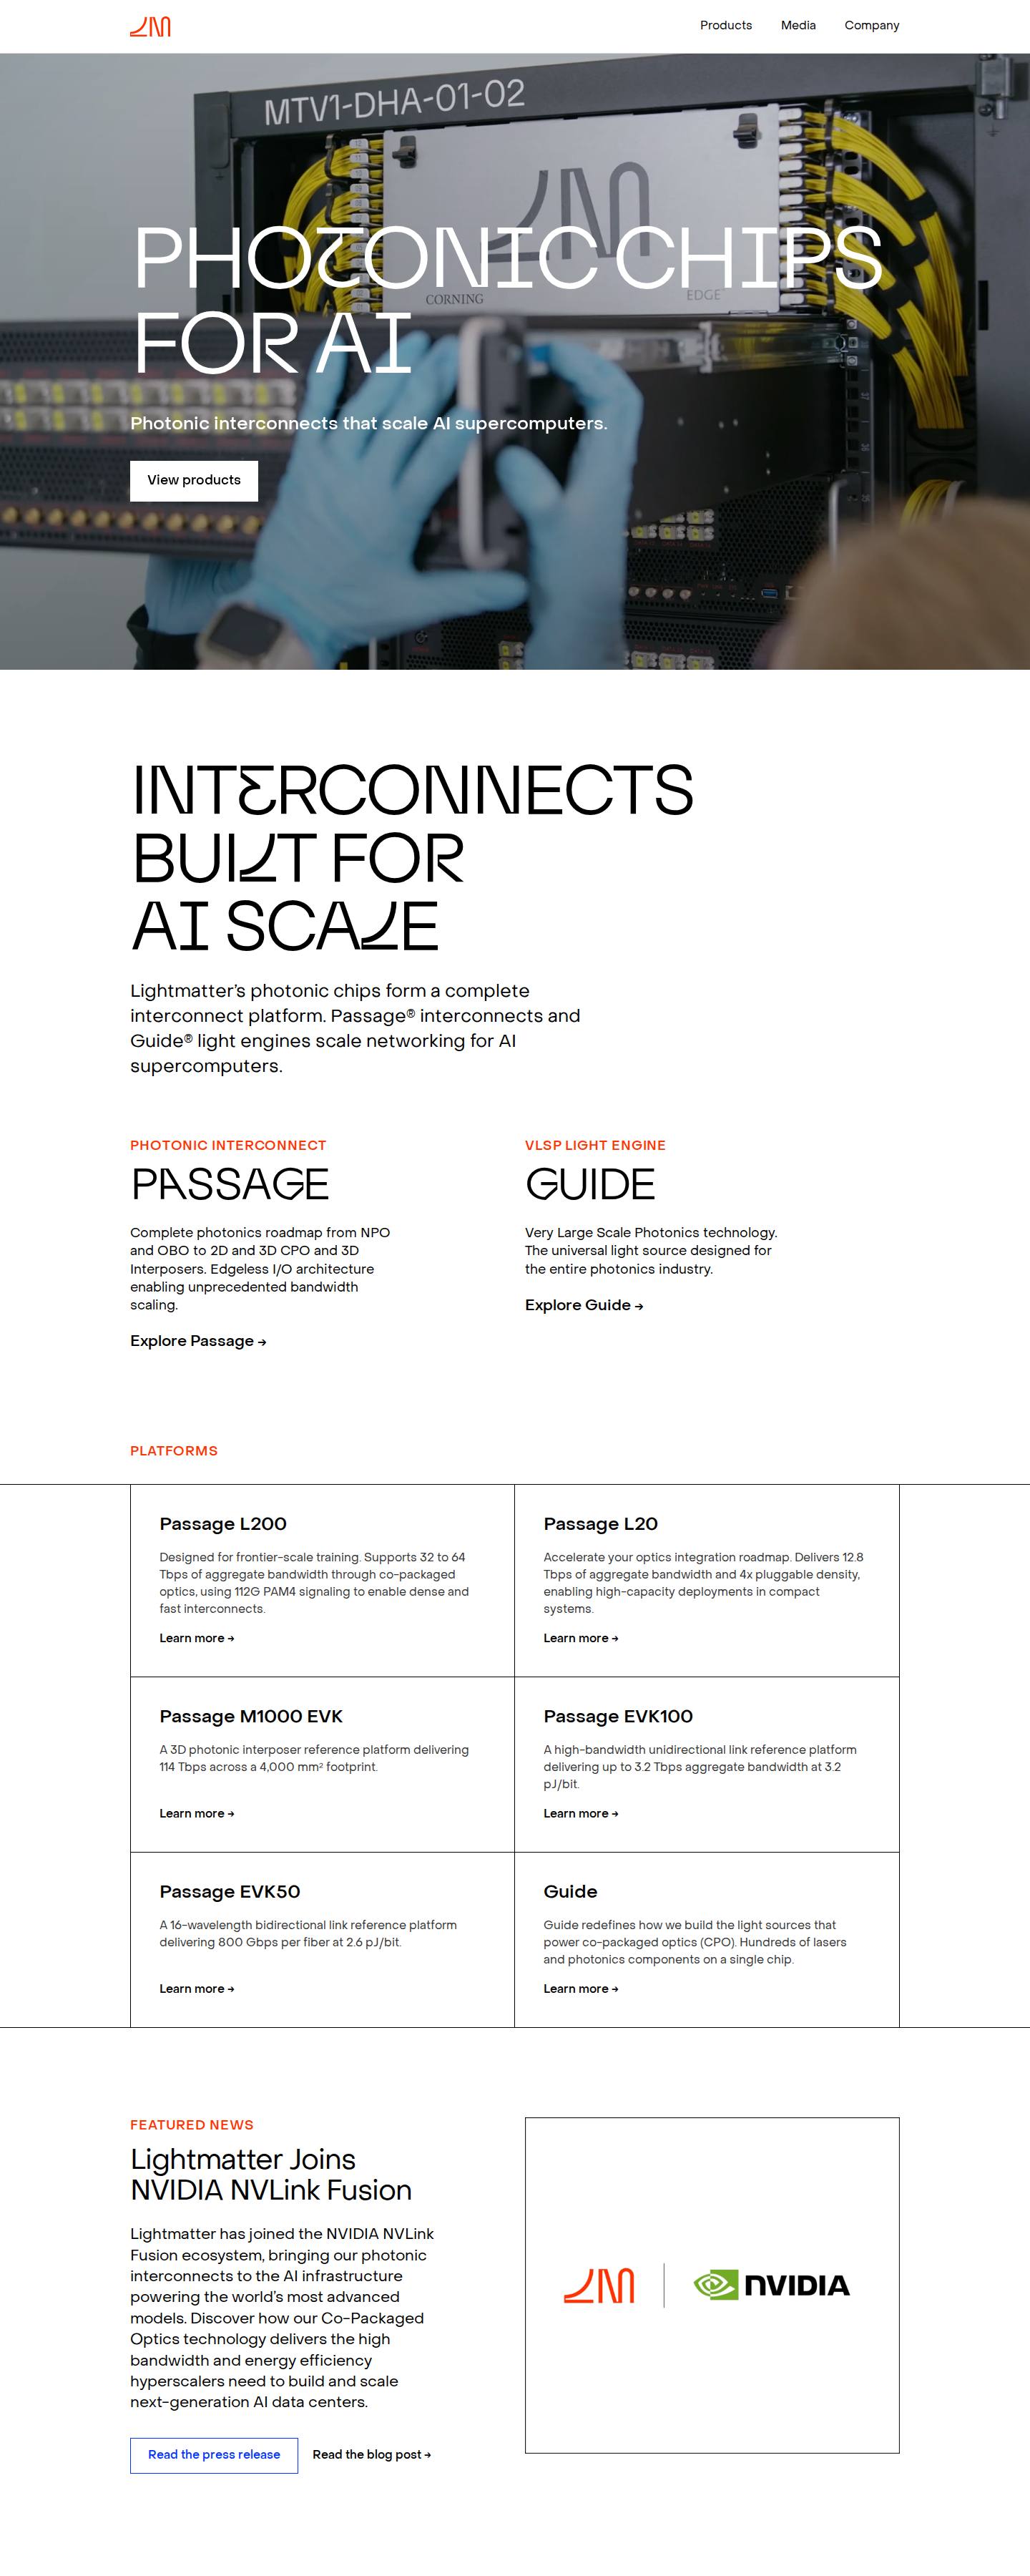 Products Media Company
MTV1-DHA-01-02
CORNING EDGE
PHOTONIC CHIPS
FOR AI
Photonic interconnects that scale AI supercomputers.
View products
INTERCONNECTS
BUILT FOR
AI SCALE
Lightmatter’s photonic chips form a complete
interconnect platform. Passage® interconnects and
Guide® light engines scale networking for AI
supercomputers.
PHOTONIC INTERCONNECT
PASSAGE
Complete photonics roadmap from NPO
and OBO to 2D and 3D CPO and 3D
Interposers. Edgeless I/O architecture
enabling unprecedented bandwidth
scaling.
Explore Passage →
VLSP LIGHT ENGINE
GUIDE
Very Large Scale Photonics technology.
The universal light source designed for
the entire photonics industry.
Explore Guide →
PLATFORMS
Passage L200
Designed for frontier-scale training. Supports 32 to 64
Tbps of aggregate bandwidth through co-packaged
optics, using 112G PAM4 signaling to enable dense and
fast interconnects.
Learn more →
Passage L20
Accelerate your optics integration roadmap. Delivers 12.8
Tbps of aggregate bandwidth and 4x pluggable density,
enabling high-capacity deployments in compact
systems.
Learn more →
Passage M1000 EVK
A 3D photonic interposer reference platform delivering
114 Tbps across a 4,000 mm² footprint.
Learn more →
Passage EVK100
A high-bandwidth unidirectional link reference platform
delivering up to 3.2 Tbps aggregate bandwidth at 3.2
pJ/bit.
Learn more →
Passage EVK50
A 16-wavelength bidirectional link reference platform
delivering 800 Gbps per fiber at 2.6 pJ/bit.
Learn more →
Guide
Guide redefines how we build the light sources that
power co-packaged optics (CPO). Hundreds of lasers
and photonics components on a single chip.
Learn more →
FEATURED NEWS
Lightmatter Joins
NVIDIA NVLink Fusion
Lightmatter has joined the NVIDIA NVLink
Fusion ecosystem, bringing our photonic
interconnects to the AI infrastructure
powering the world’s most advanced
models. Discover how our Co-Packaged
Optics technology delivers the high
bandwidth and energy efficiency
hyperscalers need to build and scale
next-generation AI data centers.
Read the press release Read the blog post →
NVIDIA